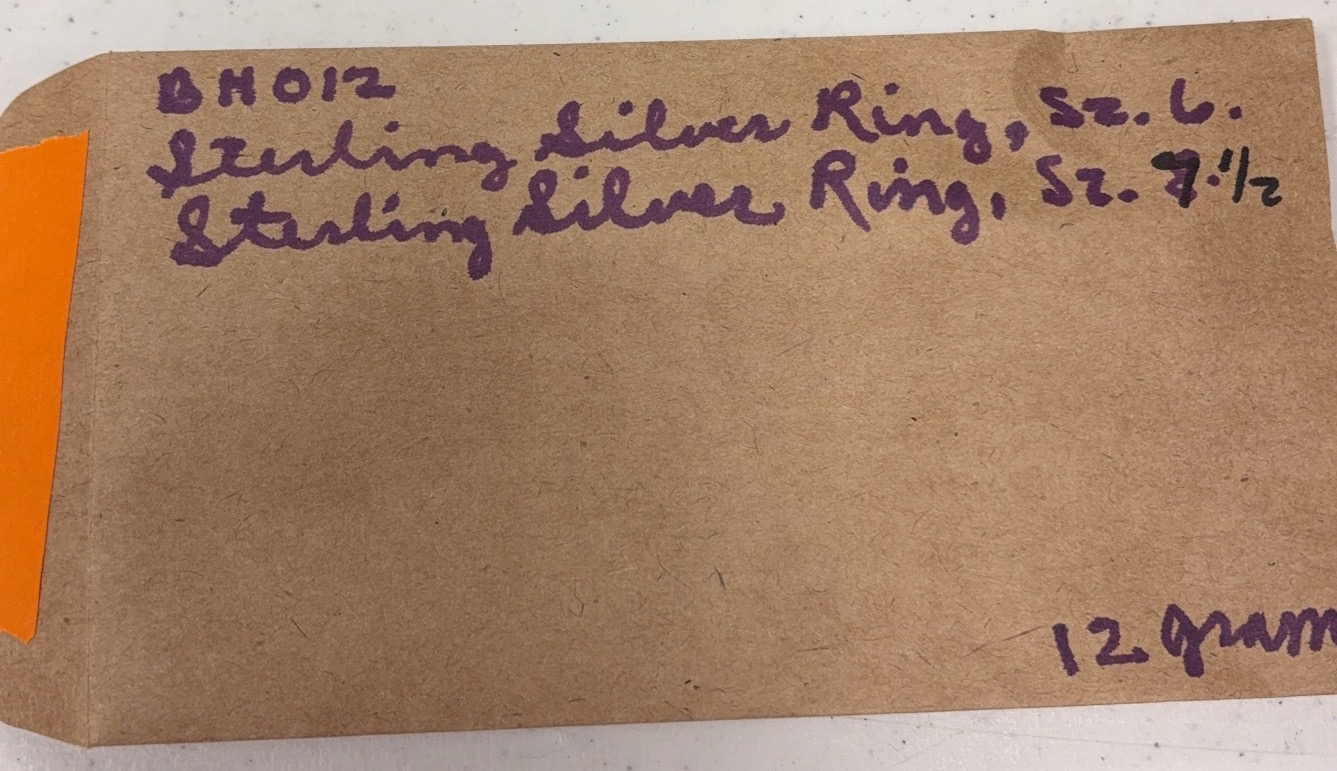 BH012
Sterling Silver Ring, Sz. 6.
Sterling Silver Ring, Sz. 7 1/2
12 gram